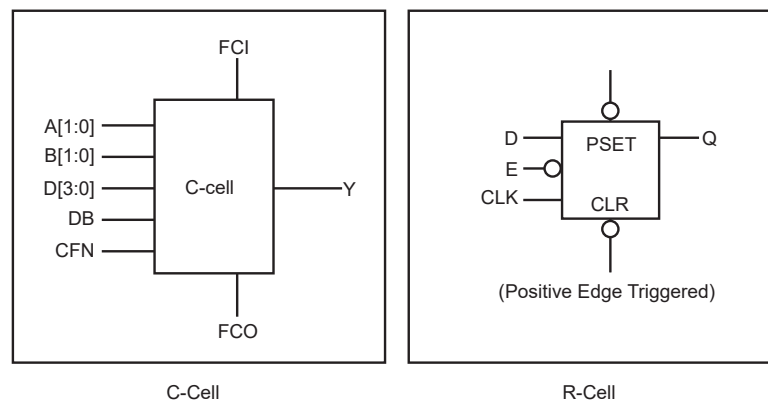 FCI
A[1:0]
B[1:0]
D[3:0]
DB
CFN
C-cell
Y
FCO
C-Cell
D
E
CLK
PSET
CLR
Q
(Positive Edge Triggered)
R-Cell